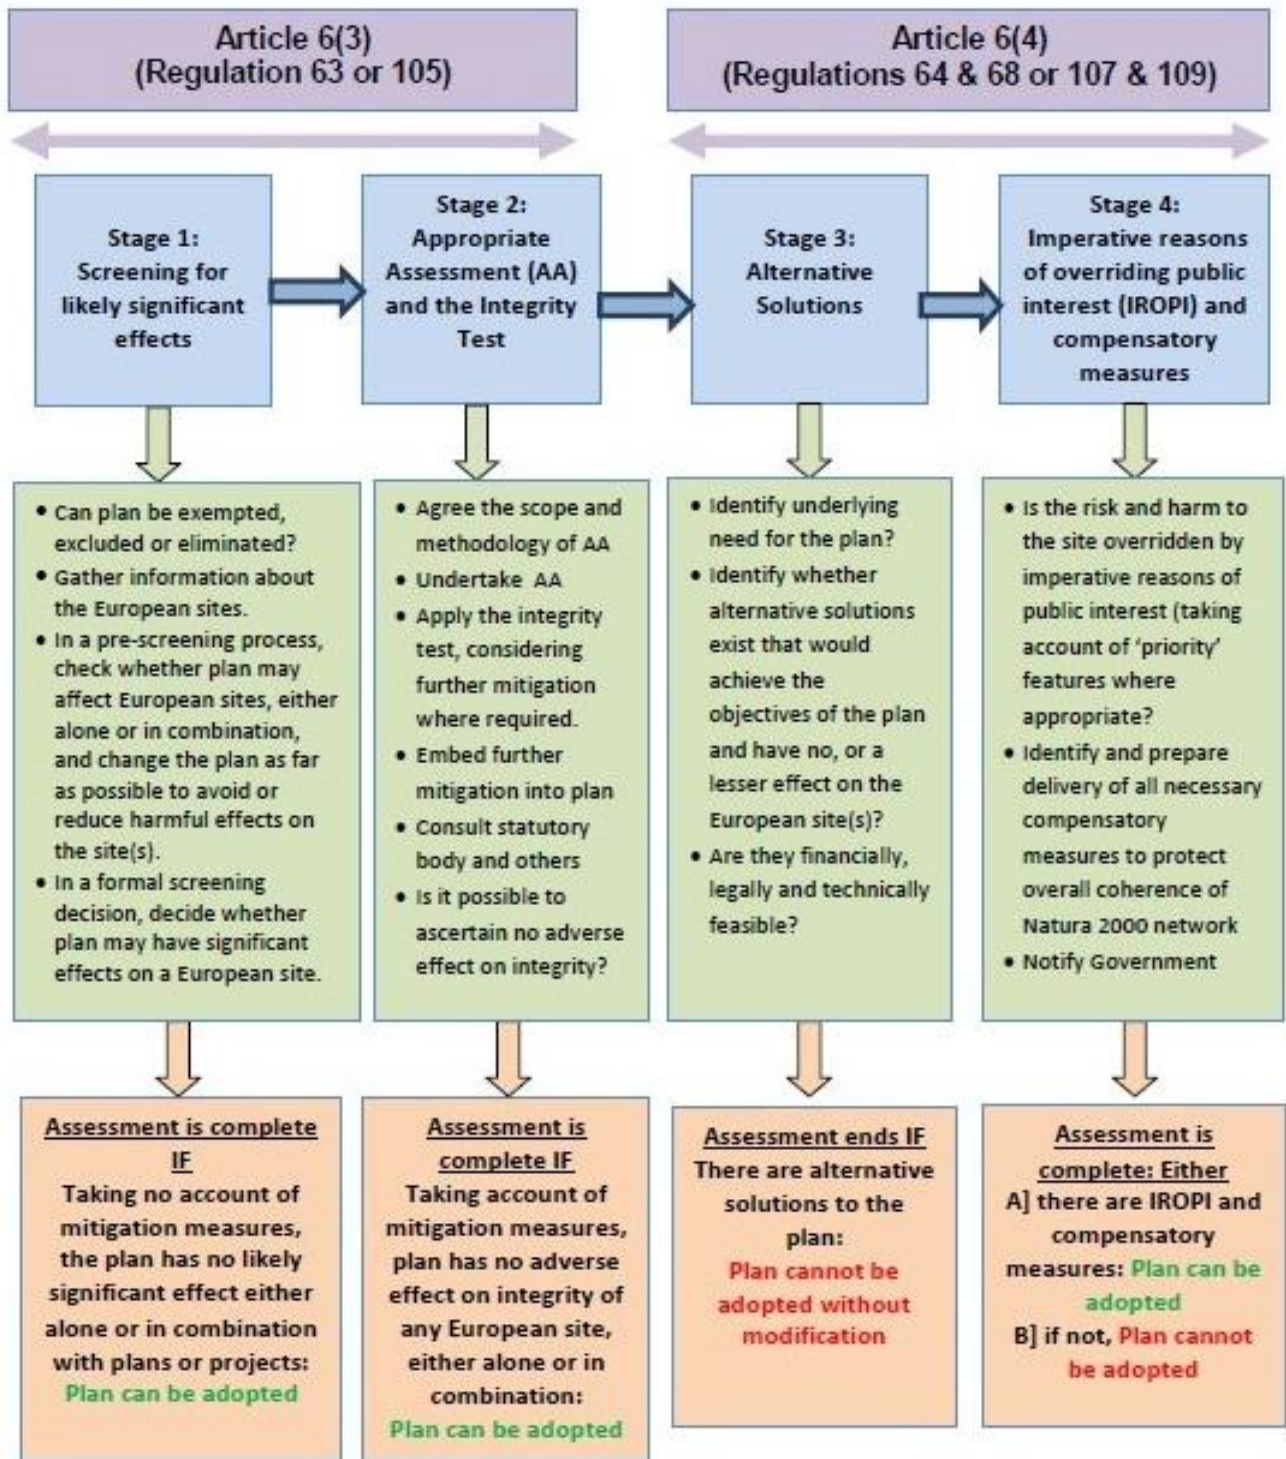 Article 6(3)
(Regulation 63 or 105)
Article 6(4)
(Regulations 64 & 68 or 107 & 109)
Stage 1:
Screening for
likely significant
effects
Stage 2:
Appropriate
Assessment (AA)
and the Integrity
Test
Stage 3:
Alternative
Solutions
Stage 4:
Imperative reasons
of overriding public
interest (IROPI) and
compensatory
measures
• Can plan be exempted,
excluded or eliminated?
• Gather information about
the European sites.
• In a pre-screening process,
check whether plan may
affect European sites, either
alone or in combination,
and change the plan as far
as possible to avoid or
reduce harmful effects on
the site(s).
• In a formal screening
decision, decide whether
plan may have significant
effects on a European site.
• Agree the scope and
methodology of AA
• Undertake AA
• Apply the integrity
test, considering
further mitigation
where required.
• Embed further
mitigation into plan
• Consult statutory
body and others
• Is it possible to
ascertain no adverse
effect on integrity?
• Identify underlying
need for the plan?
• Identify whether
alternative solutions
exist that would
achieve the
objectives of the plan
and have no, or a
lesser effect on the
European site(s)?
• Are they financially,
legally and technically
feasible?
• Is the risk and harm to
the site overridden by
imperative reasons of
public interest (taking
account of ‘priority’
features where
appropriate?
• Identify and prepare
delivery of all necessary
compensatory
measures to protect
overall coherence of
Natura 2000 network
• Notify Government
Assessment is complete
IF
Taking no account of
mitigation measures,
the plan has no likely
significant effect either
alone or in combination
with plans or projects:
Plan can be adopted
Assessment is
complete IF
Taking account of
mitigation measures,
plan has no adverse
effect on integrity of
any European site,
either alone or in
combination:
Plan can be adopted
Assessment ends IF
There are alternative
solutions to the
plan:
Plan cannot be
adopted without
modification
Assessment is
complete: Either
A] there are IROPI and
compensatory
measures: Plan can be
adopted
B] if not, Plan cannot
be adopted